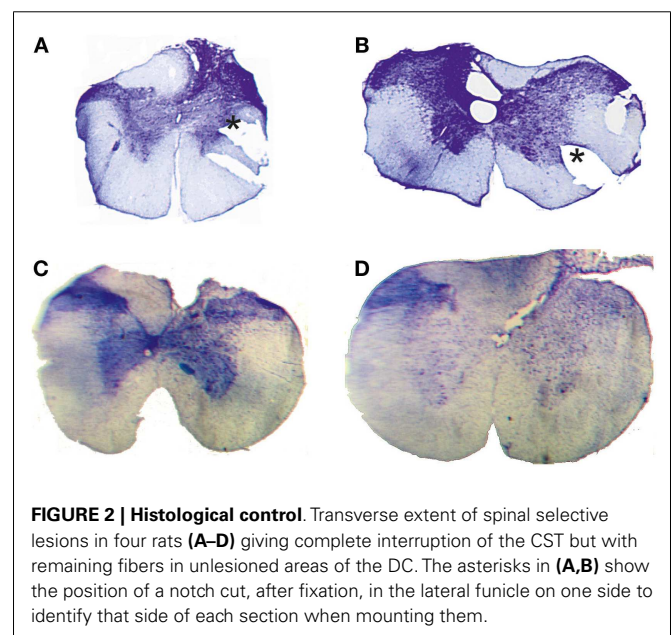 A
B
*
*
C
D
FIGURE 2 | Histological control. Transverse extent of spinal selective
lesions in four rats (A–D) giving complete interruption of the CST but with
remaining fibers in unlesioned areas of the DC. The asterisks in (A,B) show
the position of a notch cut, after fixation, in the lateral funicle on one side to
identify that side of each section when mounting them.